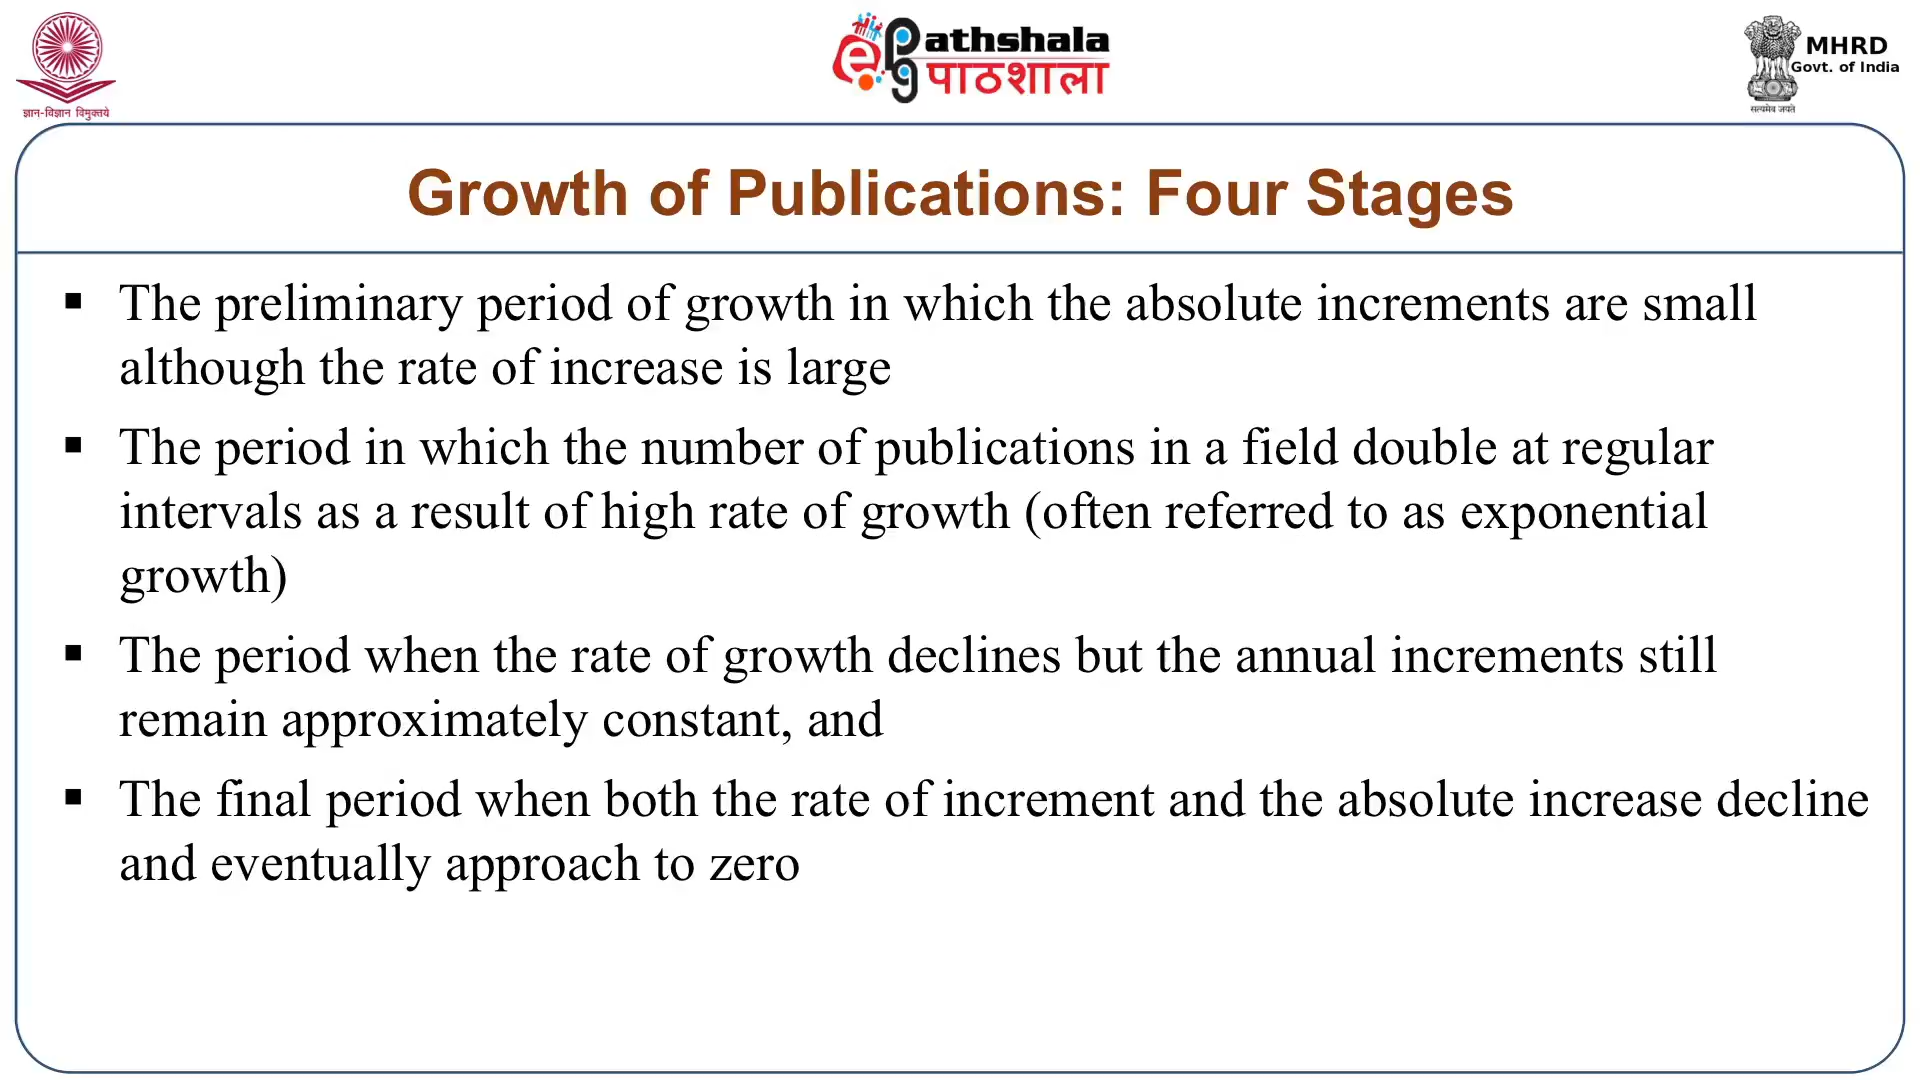 ज्ञान-विज्ञान विमुक्तये
ePathshala
पाठशाला
MHRD
Govt. of India
सत्यमेव जयते
Growth of Publications: Four Stages
▪ The preliminary period of growth in which the absolute increments are small
although the rate of increase is large
▪ The period in which the number of publications in a field double at regular
intervals as a result of high rate of growth (often referred to as exponential
growth)
▪ The period when the rate of growth declines but the annual increments still
remain approximately constant, and
▪ The final period when both the rate of increment and the absolute increase decline
and eventually approach to zero